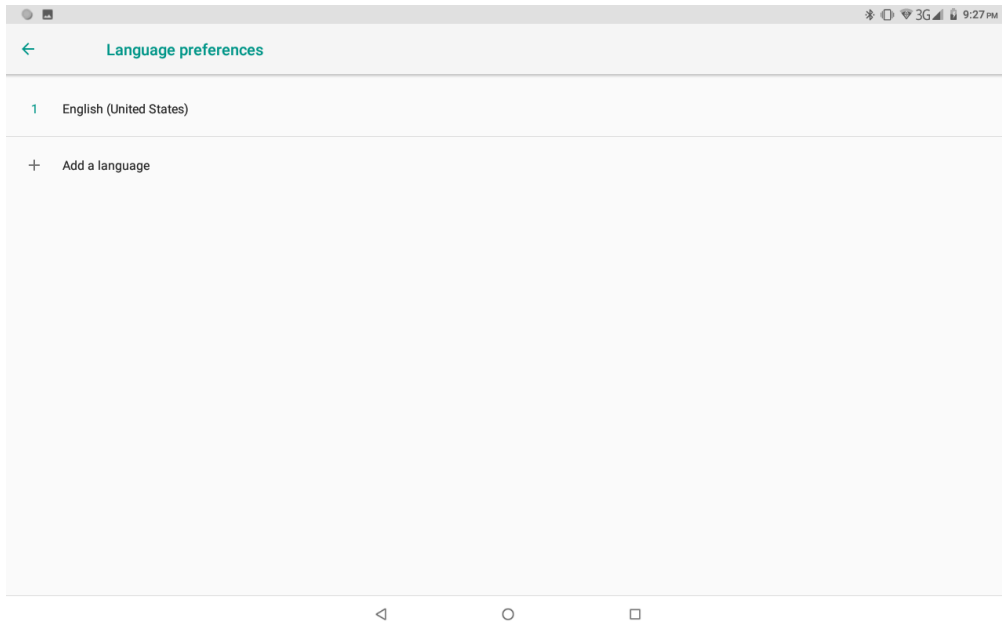 3G 9:27 PM
Language preferences
1 English (United States)
+ Add a language